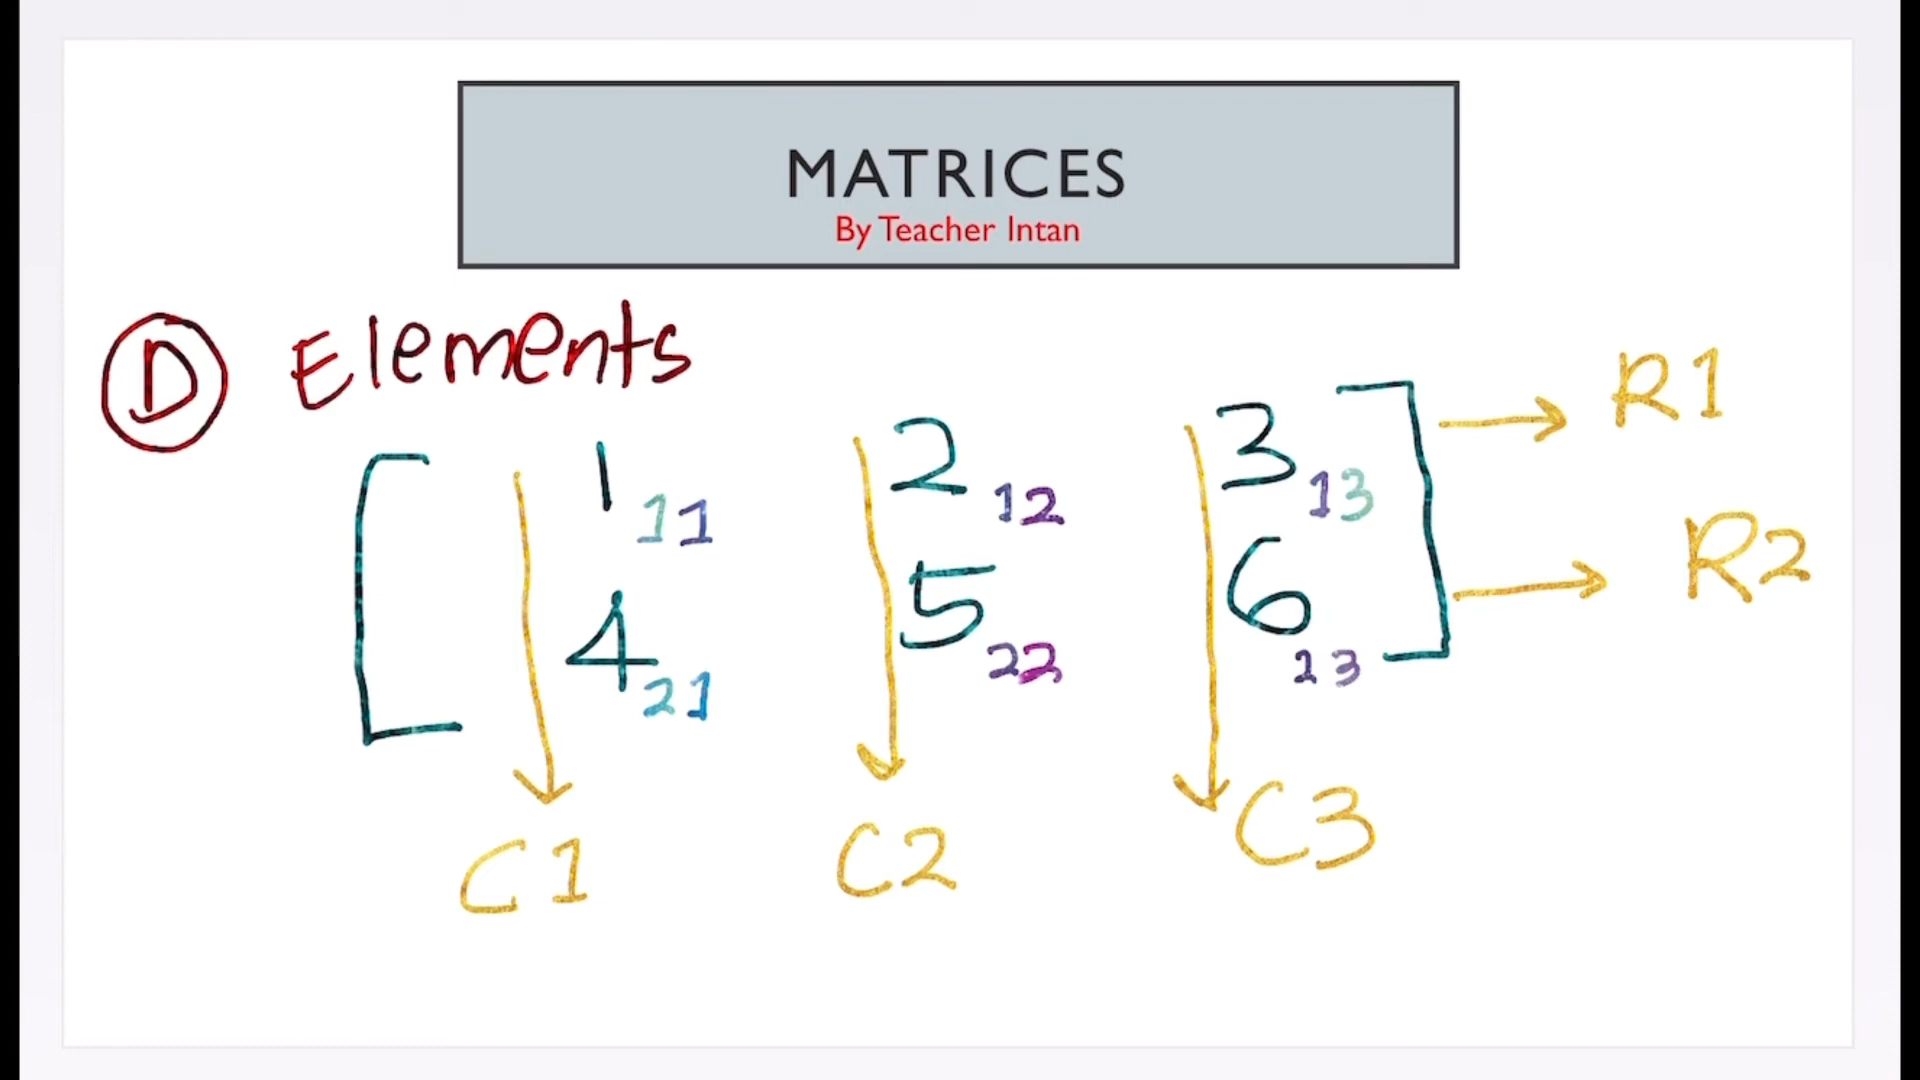 MATRICES
By Teacher Intan
D Elements
1 11 2 12 3 13 R1
4 21 5 22 6 23 R2
C1 C2 C3